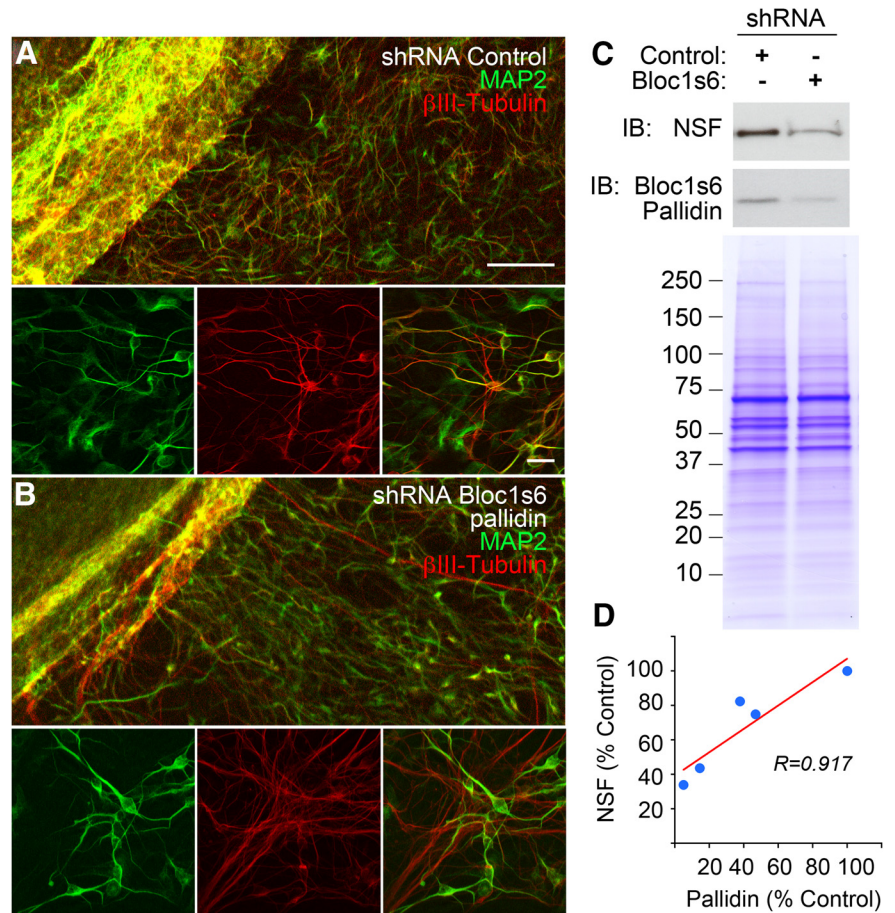 A
shRNA Control
MAP2
βIII-Tubulin
B
shRNA Bloc1s6
pallidin
MAP2
βIII-Tubulin
C
shRNA
Control: + -
Bloc1s6: - +
IB: NSF
IB: Bloc1s6
Pallidin
250
150
100
75
50
37
25
20
10
D
NSF (% Control)
100
80
60
40
20
R=0.917
20 40 60 80 100
Pallidin (% Control)